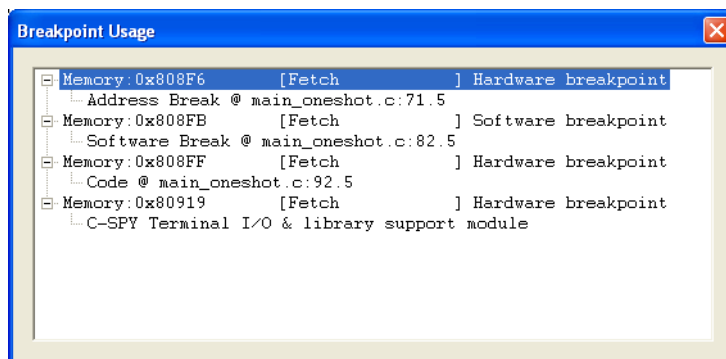 Breakpoint Usage
Memory:0x808F6 [Fetch ] Hardware breakpoint
Address Break @ main_oneshot.c:71.5
Memory:0x808FB [Fetch ] Software breakpoint
Software Break @ main_oneshot.c:82.5
Memory:0x808FF [Fetch ] Hardware breakpoint
Code @ main_oneshot.c:92.5
Memory:0x80919 [Fetch ] Hardware breakpoint
C-SPY Terminal I/O & library support module